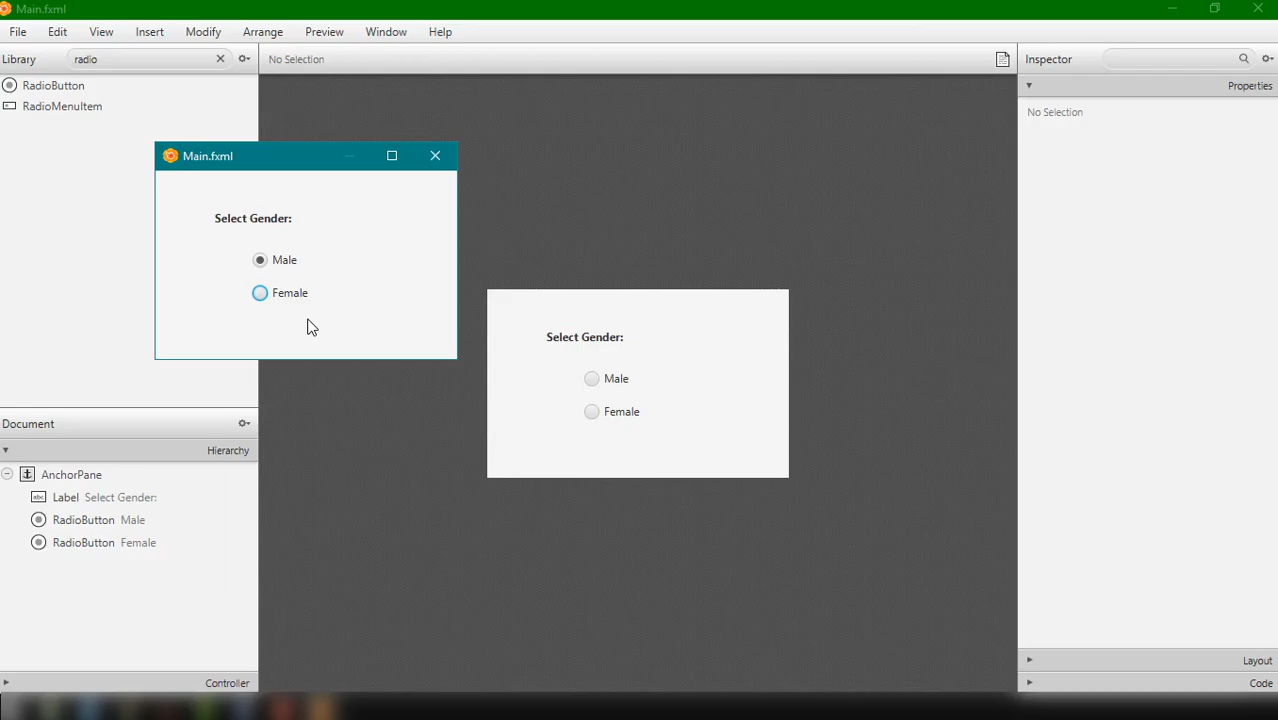 Main.fxml
File Edit View Insert Modify Arrange Preview Window Help
Library radio
No Selection
Inspector
RadioButton
RadioMenuItem
Properties
No Selection
Main.fxml
Select Gender:
Male
Female
Select Gender:
Male
Female
Document
Hierarchy
AnchorPane
abc Label Select Gender:
RadioButton Male
RadioButton Female
Controller
Layout
Code